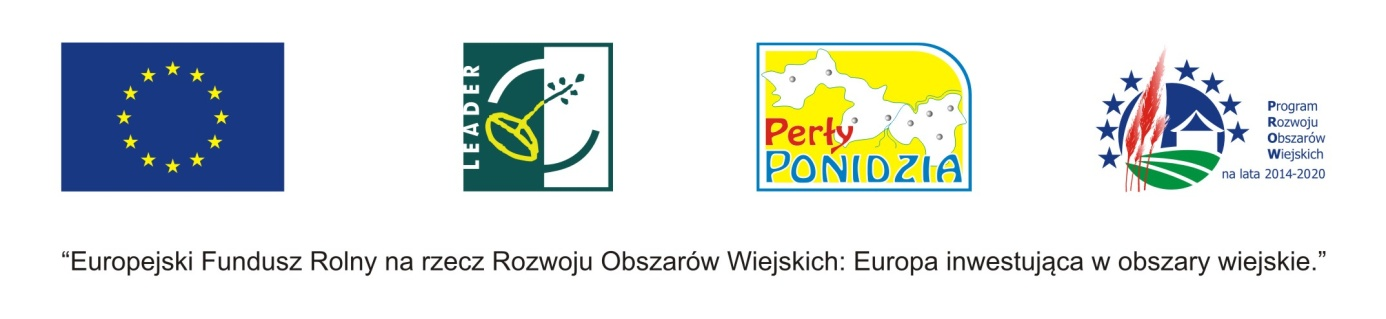 LEADER
Perły
PONIDZIA
Program
Rozwoju
Obszarów
Wiejskich
na lata 2014-2020
“Europejski Fundusz Rolny na rzecz Rozwoju Obszarów Wiejskich: Europa inwestująca w obszary wiejskie.”